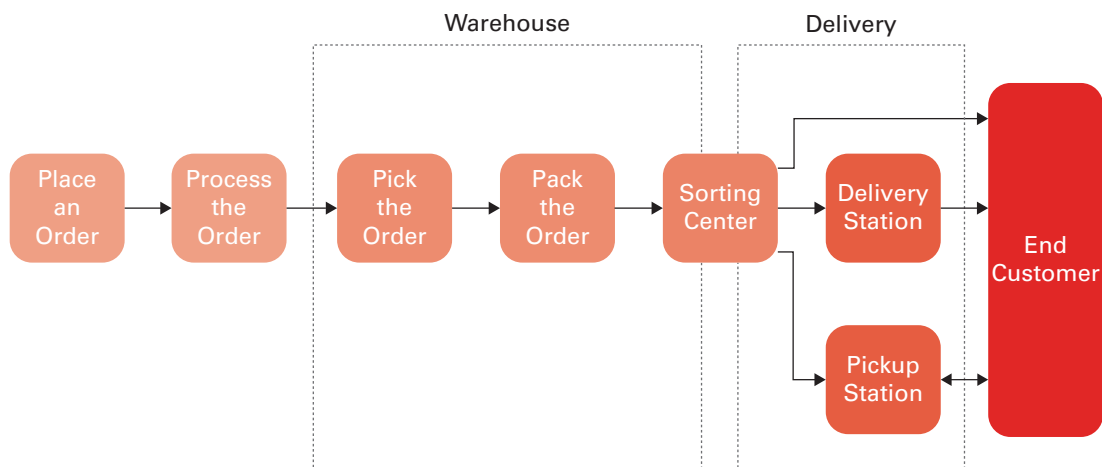 Warehouse
Delivery
Place
an
Order
Process
the
Order
Pick
the
Order
Pack
the
Order
Sorting
Center
Delivery
Station
Pickup
Station
End
Customer